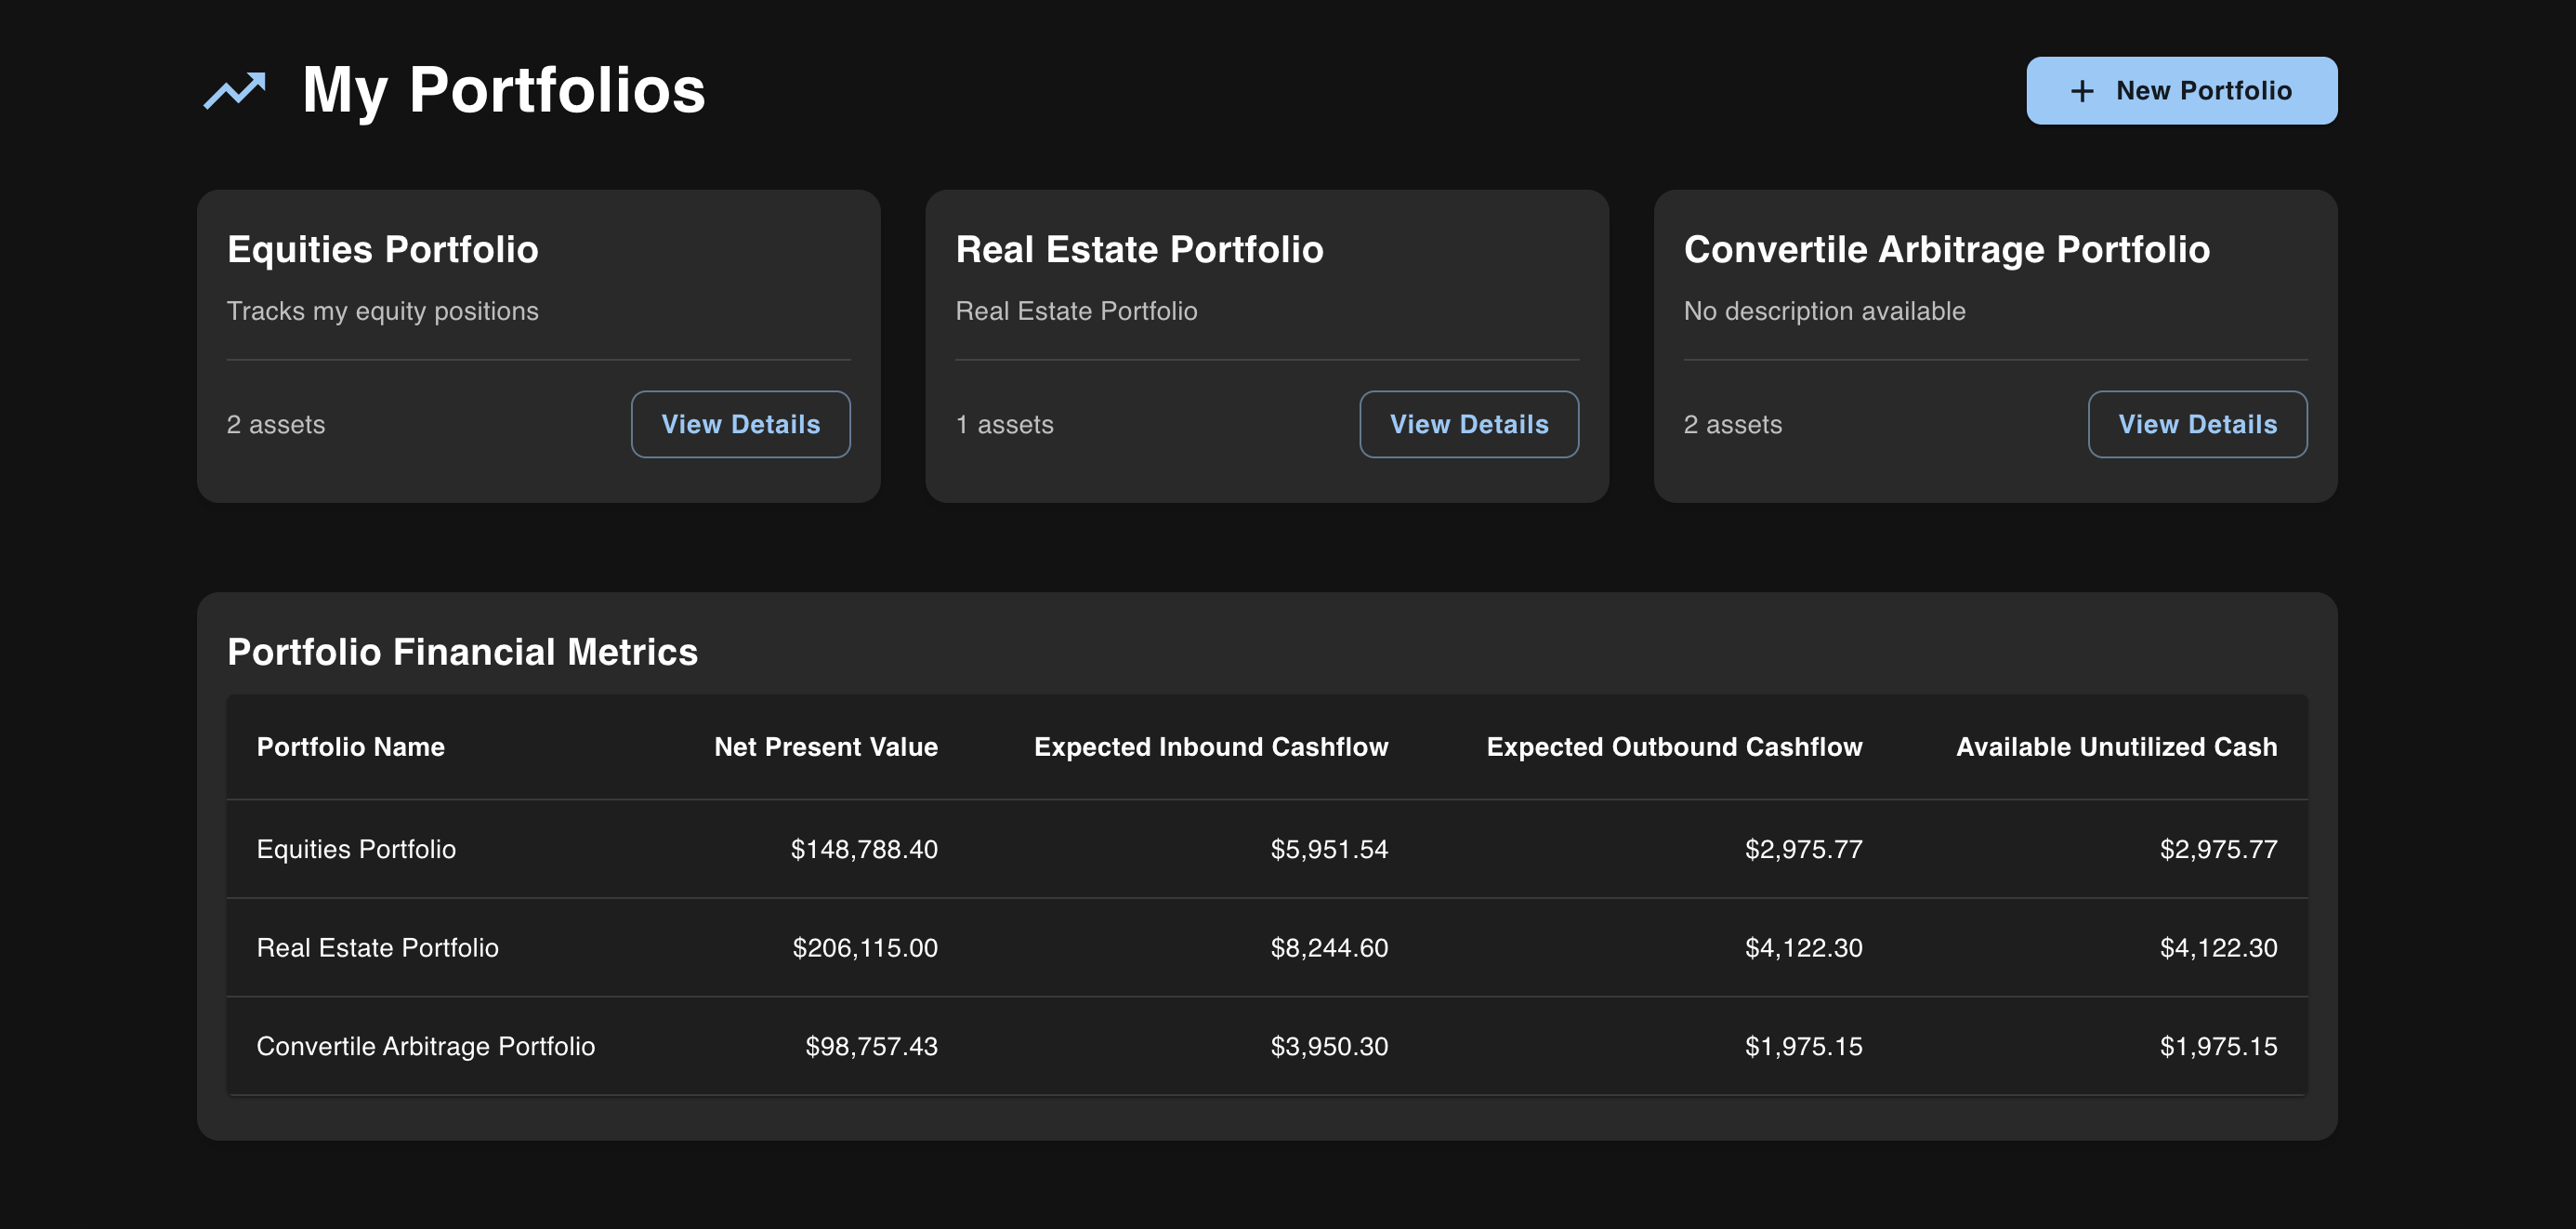 My Portfolios
+ New Portfolio
Equities Portfolio
Tracks my equity positions
2 assets
View Details
Real Estate Portfolio
Real Estate Portfolio
1 assets
View Details
Convertile Arbitrage Portfolio
No description available
2 assets
View Details
Portfolio Financial Metrics
Portfolio Name Net Present Value Expected Inbound Cashflow Expected Outbound Cashflow Available Unutilized Cash
Equities Portfolio $148,788.40 $5,951.54 $2,975.77 $2,975.77
Real Estate Portfolio $206,115.00 $8,244.60 $4,122.30 $4,122.30
Convertile Arbitrage Portfolio $98,757.43 $3,950.30 $1,975.15 $1,975.15